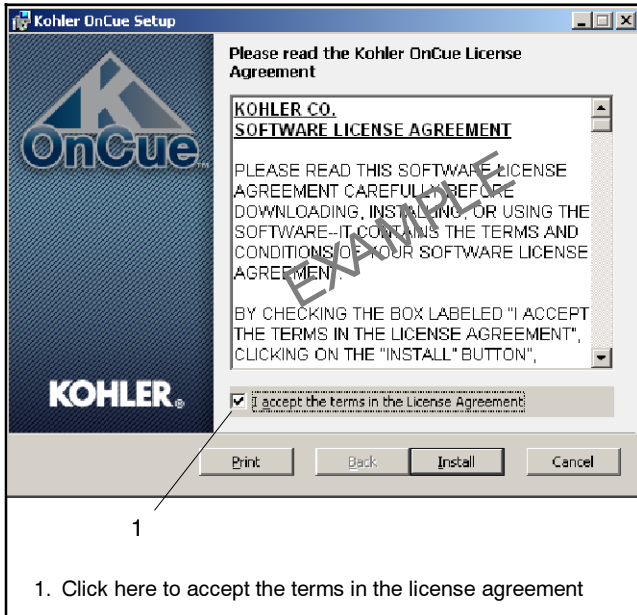 Kohler OnCue Setup
K
OnCue™
KOHLER®
Please read the Kohler OnCue License
Agreement
KOHLER CO.
SOFTWARE LICENSE AGREEMENT
PLEASE READ THIS SOFTWARE LICENSE
AGREEMENT CAREFULLY BEFORE
DOWNLOADING, INSTALLING, OR USING THE
SOFTWARE--IT CONTAINS THE TERMS AND
CONDITIONS OF YOUR SOFTWARE LICENSE
AGREEMENT.
BY CHECKING THE BOX LABELED "I ACCEPT
THE TERMS IN THE LICENSE AGREEMENT",
CLICKING ON THE "INSTALL" BUTTON",
EXAMPLE
I accept the terms in the License Agreement
Print Back Install Cancel
1
1. Click here to accept the terms in the license agreement